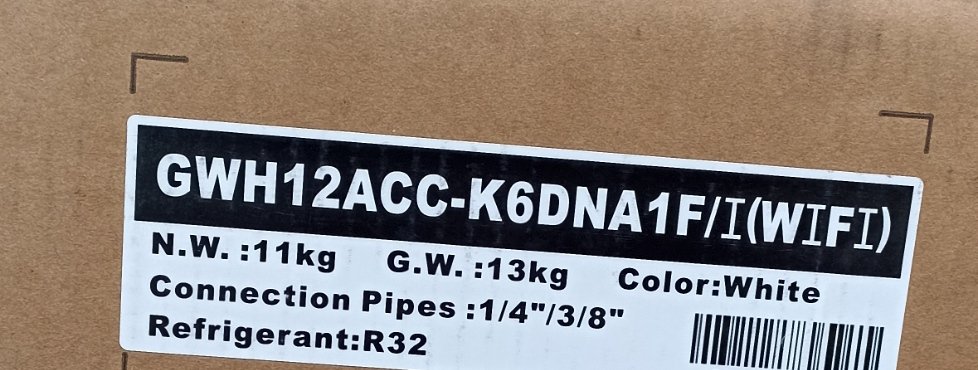 GWH12ACC-K6DNA1F/I(WIFI)
N.W. :11kg G.W. :13kg Color:White
Connection Pipes :1/4"/3/8"
Refrigerant:R32